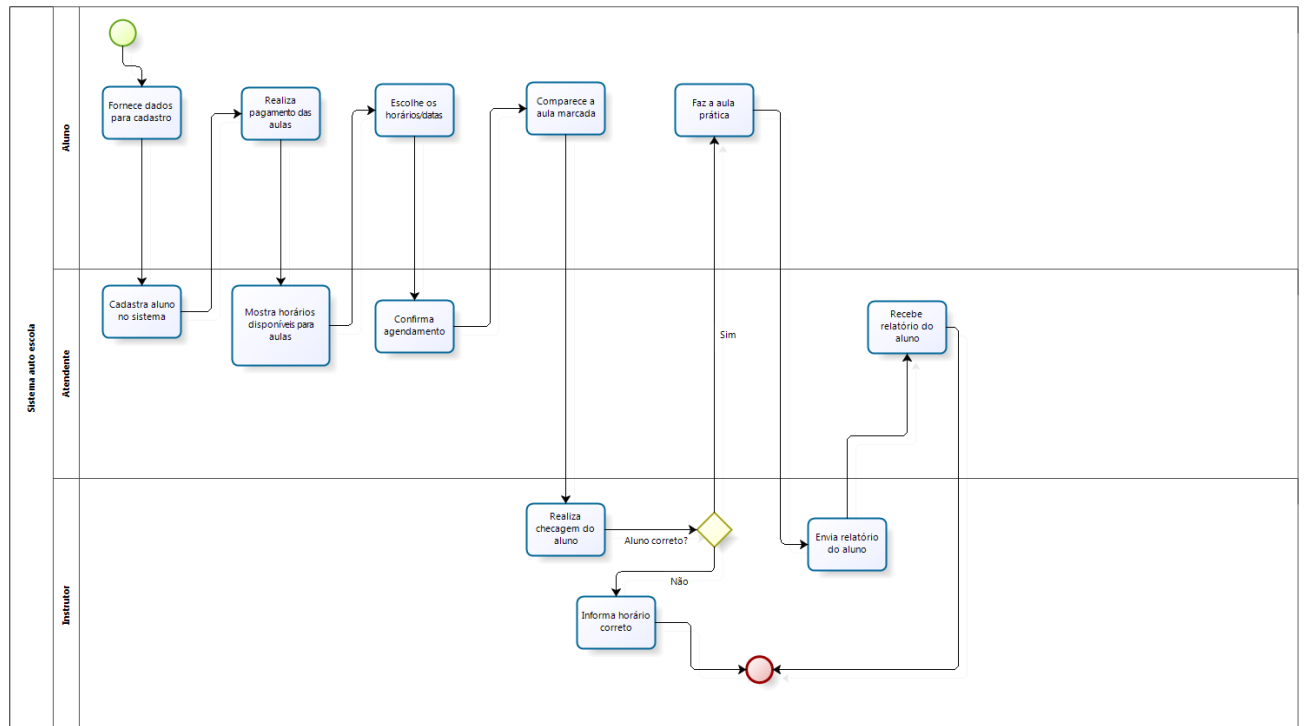 Sistema auto escola
Aluno
Fornece dados
para cadastro
Realiza
pagamento das
aulas
Escolhe os
horários/datas
Comparece a
aula marcada
Faz a aula
prática
Atendente
Cadastra aluno
no sistema
Mostra horários
disponíveis para
aulas
Confirma
agendamento
Sim
Recebe
relatório do
aluno
Instrutor
Realiza
checagem do
aluno
Aluno correto?
Não
Informa horário
correto
Envia relatório
do aluno